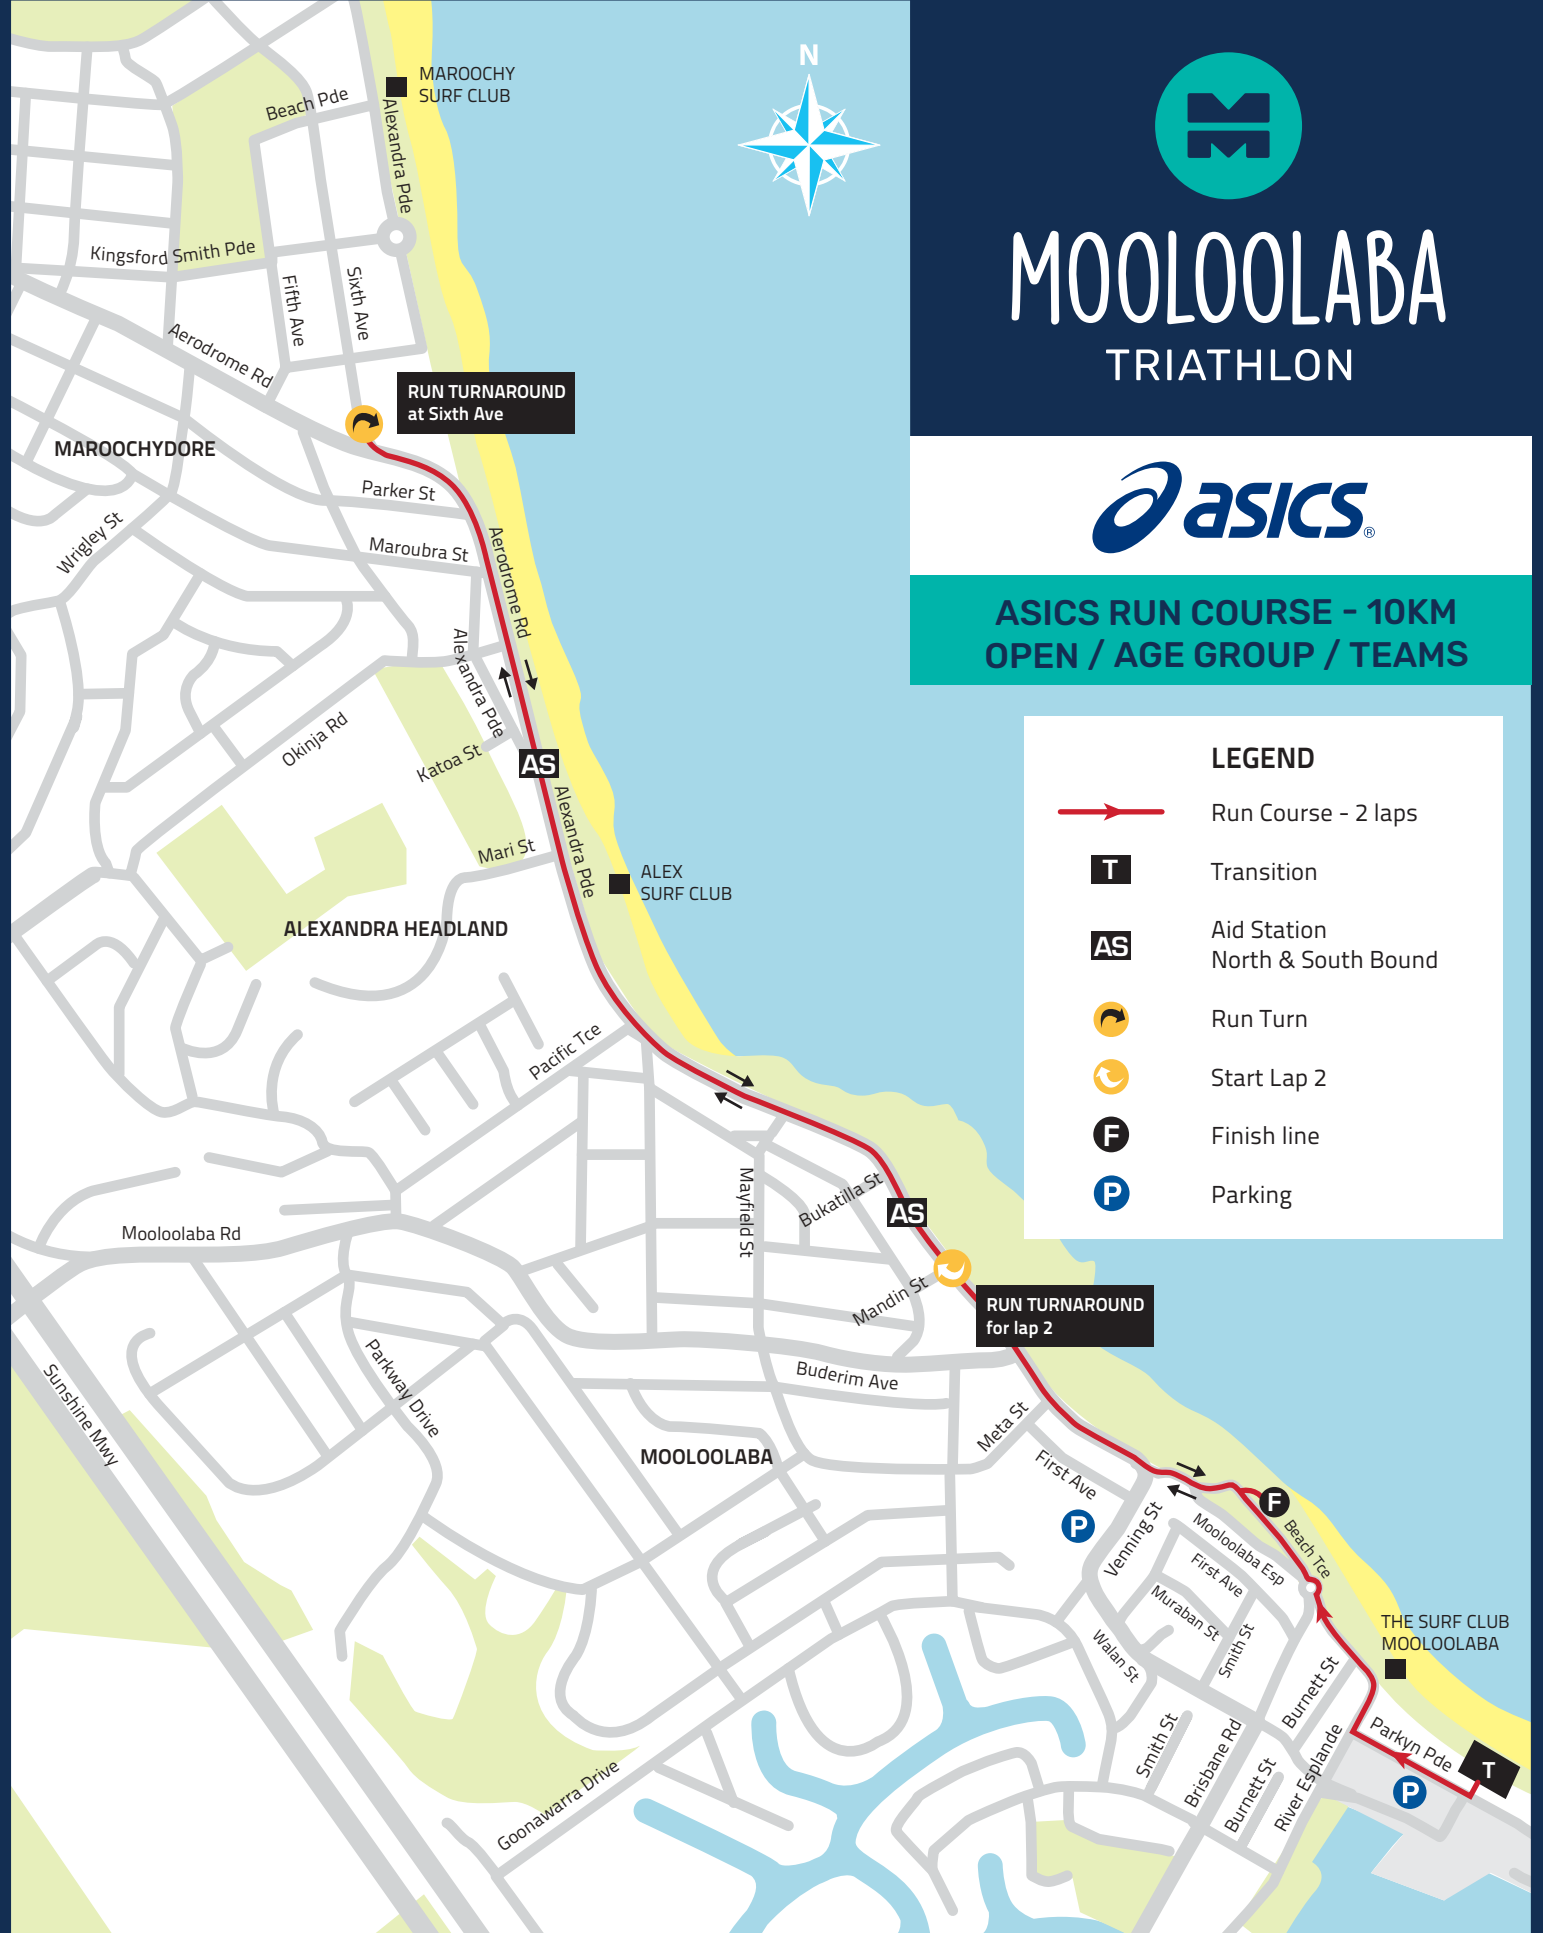 N
MOOLOOLABA
TRIATHLON
asics®
ASICS RUN COURSE - 10KM
OPEN / AGE GROUP / TEAMS
LEGEND
Run Course - 2 laps
T
Transition
AS
Aid Station
North & South Bound
Run Turn
Start Lap 2
F
Finish line
P
Parking
MAROOCHY
SURF CLUB
Beach Pde
Alexandra Pde
Kingsford Smith Pde
Fifth Ave
Sixth Ave
Aerodrome Rd
RUN TURNAROUND
at Sixth Ave
MAROOCHYDORE
Parker St
Wrigley St
Maroubra St
Aerodrome Rd
Alexandra Pde
Okinja Rd
Katoa St
AS
Alexandra Pde
Mari St
ALEX
SURF CLUB
ALEXANDRA HEADLAND
Pacific Tce
Mayfield St
Bukatilla St
AS
Mooloolaba Rd
Mandin St
RUN TURNAROUND
for lap 2
Sunshine Mwy
Parkway Drive
Buderim Ave
MOOLOOLABA
Meta St
First Ave
P
Venning St
F
Beach Tce
Mooloolaba Esp
First Ave
Muraban St
Smith St
Walan St
THE SURF CLUB
MOOLOOLABA
Burnett St
Parkyn Pde
T
P
Smith St
Brisbane Rd
Burnett St
River Esplande
Goonawarra Drive